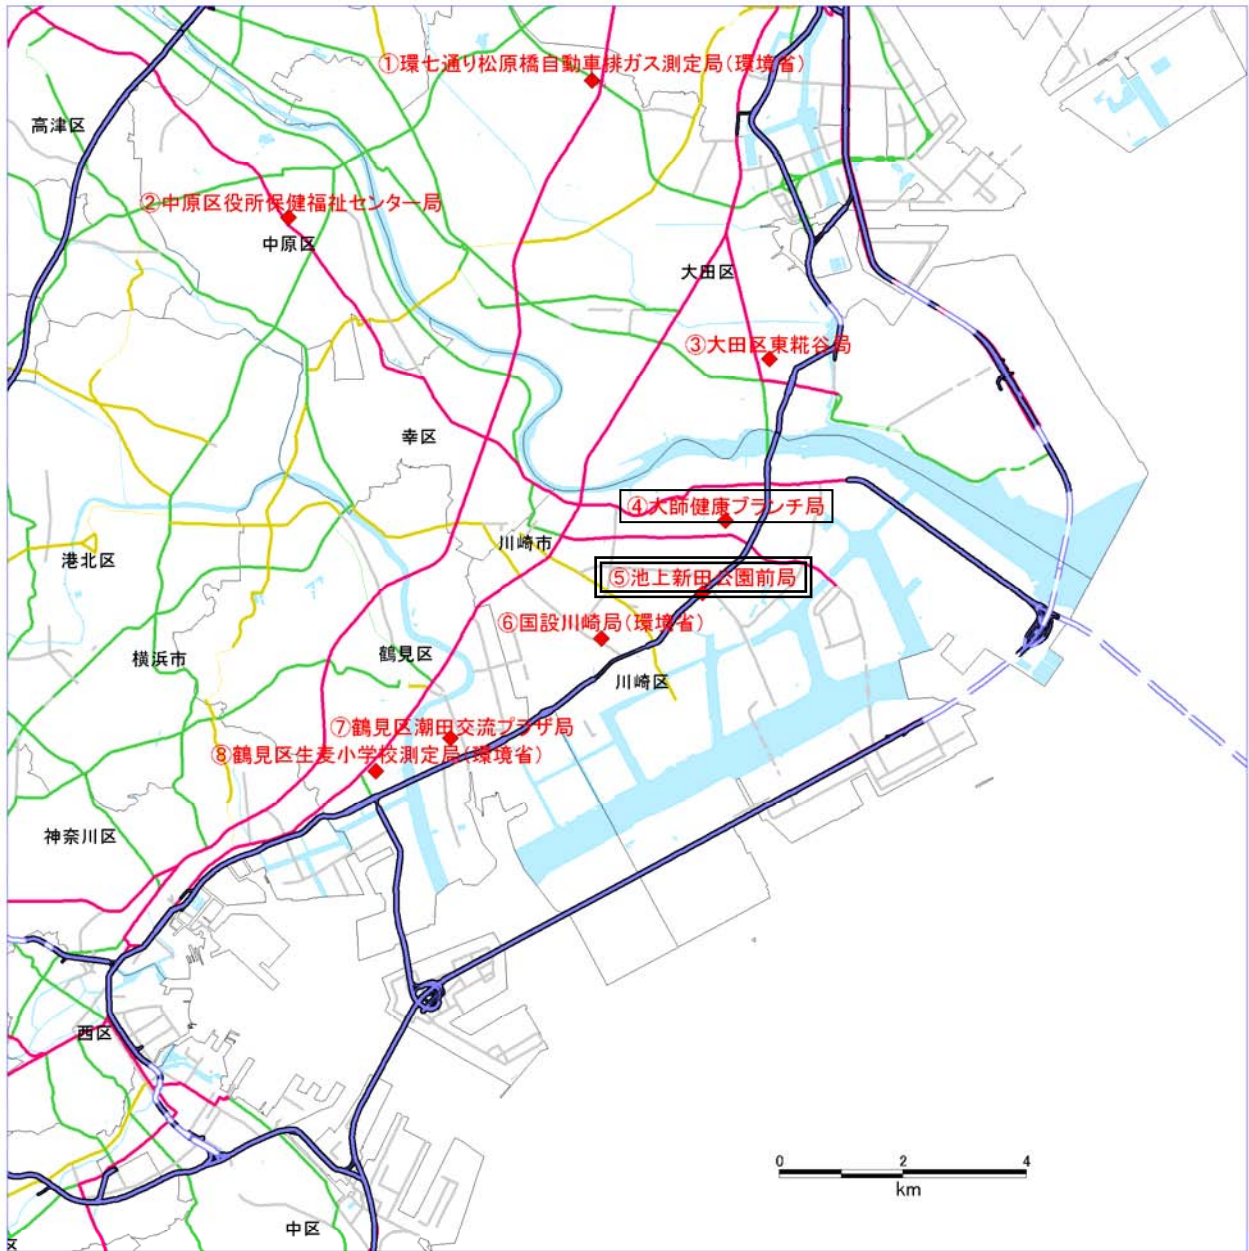 ①環七通り松原橋自動車排ガス測定局(環境省)
高津区
②中原区役所保健福祉センター局
中原区
大田区
③大田区東糀谷局
幸区
④大師健康ブランチ局
川崎市
港北区
⑤池上新田公園前局
⑥国設川崎局(環境省)
横浜市
鶴見区
川崎区
⑦鶴見区潮田交流プラザ局
⑧鶴見区生麦小学校測定局(環境省)
神奈川区
西区
0 2 4
km
中区
区